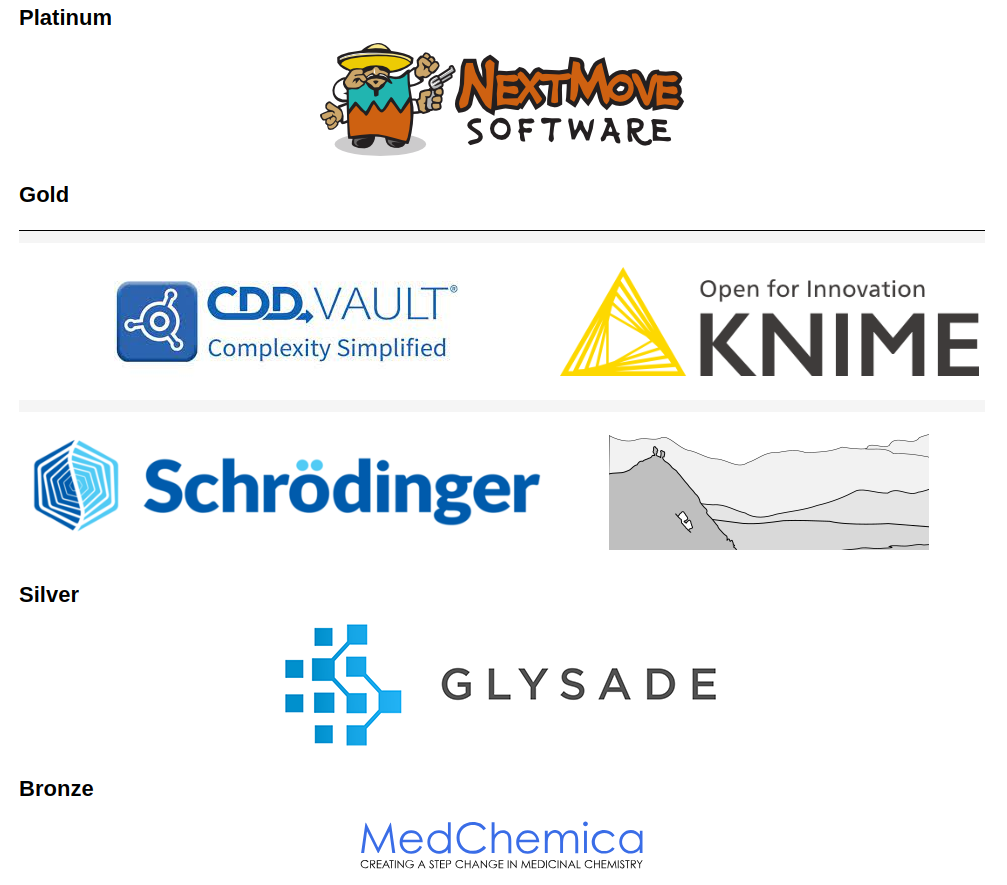 Platinum
NEXTMOVE
SOFTWARE
Gold
CDD VAULT®
Complexity Simplified
Open for Innovation
KNIME
Schrödinger
Silver
GLYSADE
Bronze
MedChemica
CREATING A STEP CHANGE IN MEDICINAL CHEMISTRY